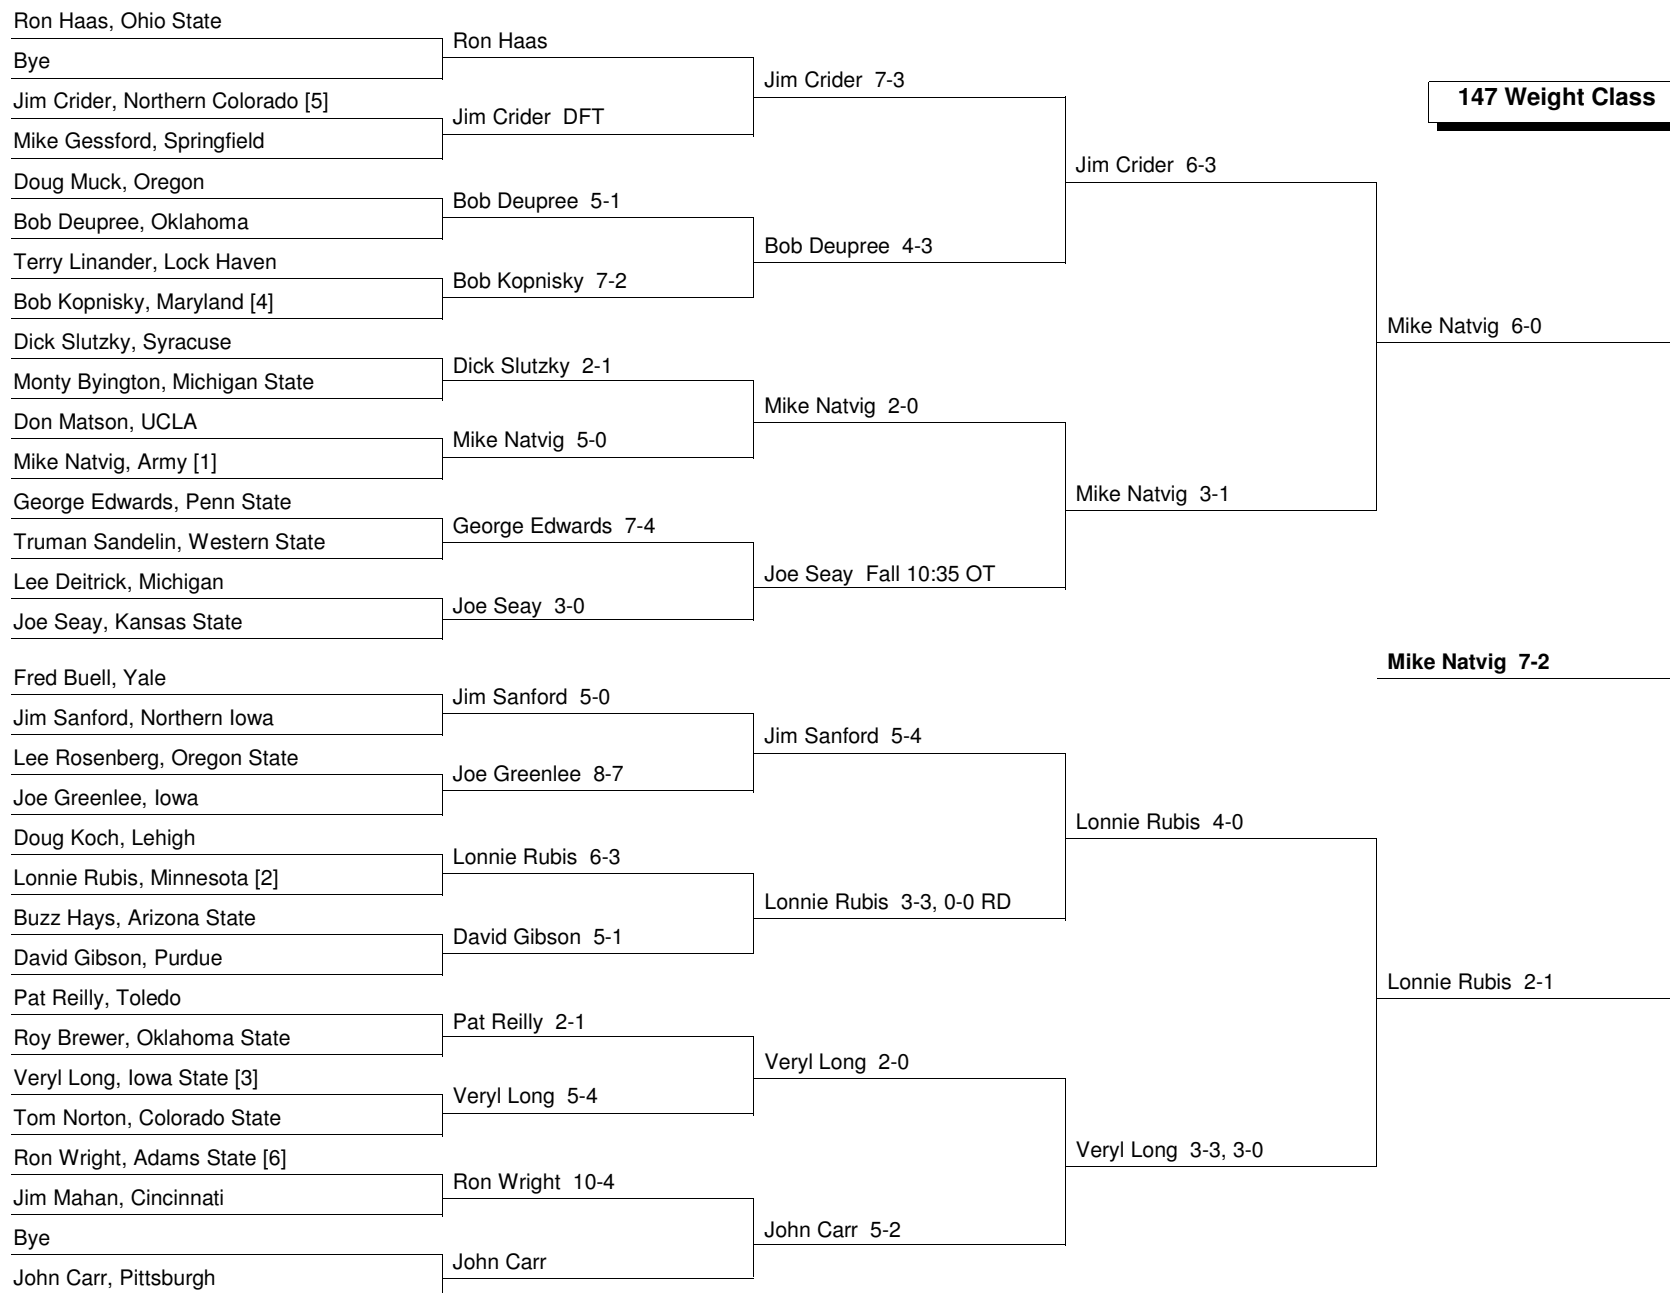 Ron Haas, Ohio State
Bye
Jim Crider, Northern Colorado [5]
Mike Gessford, Springfield
Doug Muck, Oregon
Bob Deupree, Oklahoma
Terry Linander, Lock Haven
Bob Kopnisky, Maryland [4]
Dick Slutzky, Syracuse
Monty Byington, Michigan State
Don Matson, UCLA
Mike Natvig, Army [1]
George Edwards, Penn State
Truman Sandelin, Western State
Lee Deitrick, Michigan
Joe Seay, Kansas State
Fred Buell, Yale
Jim Sanford, Northern Iowa
Lee Rosenberg, Oregon State
Joe Greenlee, Iowa
Doug Koch, Lehigh
Lonnie Rubis, Minnesota [2]
Buzz Hays, Arizona State
David Gibson, Purdue
Pat Reilly, Toledo
Roy Brewer, Oklahoma State
Veryl Long, Iowa State [3]
Tom Norton, Colorado State
Ron Wright, Adams State [6]
Jim Mahan, Cincinnati
Bye
John Carr, Pittsburgh
Ron Haas
Jim Crider DFT
Bob Deupree 5-1
Bob Kopnisky 7-2
Dick Slutzky 2-1
Mike Natvig 5-0
George Edwards 7-4
Joe Seay 3-0
Jim Sanford 5-0
Joe Greenlee 8-7
Lonnie Rubis 6-3
David Gibson 5-1
Pat Reilly 2-1
Veryl Long 5-4
Ron Wright 10-4
John Carr
Jim Crider 7-3
Bob Deupree 4-3
Mike Natvig 2-0
Joe Seay Fall 10:35 OT
Jim Sanford 5-4
Lonnie Rubis 3-3, 0-0 RD
Veryl Long 2-0
John Carr 5-2
Jim Crider 6-3
Mike Natvig 3-1
Lonnie Rubis 4-0
Veryl Long 3-3, 3-0
147 Weight Class
Mike Natvig 6-0
Mike Natvig 7-2
Lonnie Rubis 2-1